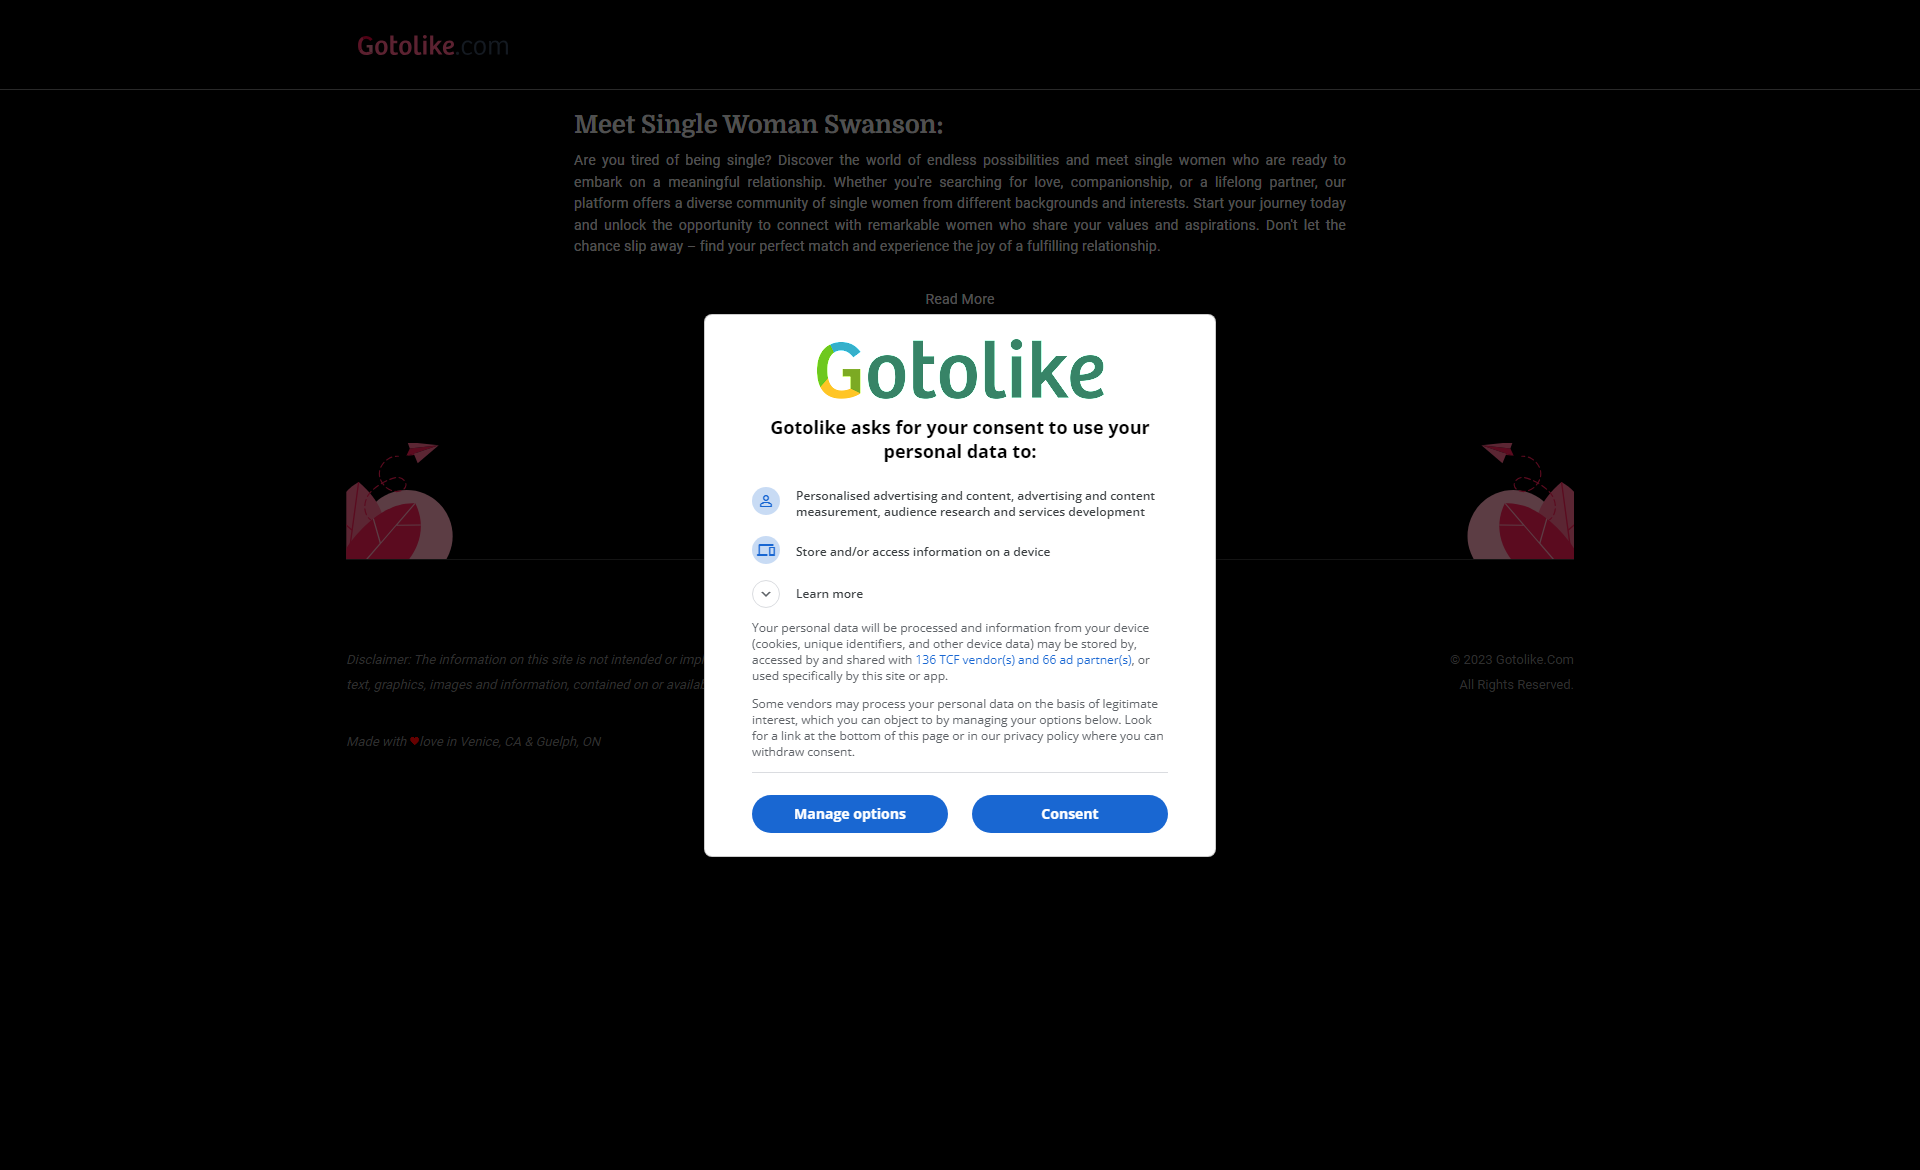 Gotolike.com
Meet Single Woman Swanson:
Are you tired of being single? Discover the world of endless possibilities and meet single women who are ready to
embark on a meaningful relationship. Whether you're searching for love, companionship, or a lifelong partner, our
platform offers a diverse community of single women from different backgrounds and interests. Start your journey today
and unlock the opportunity to connect with remarkable women who share your values and aspirations. Don't let the
chance slip away – find your perfect match and experience the joy of a fulfilling relationship.
Read More
Gotolike
Gotolike asks for your consent to use your
personal data to:
Personalised advertising and content, advertising and content
measurement, audience research and services development
Store and/or access information on a device
Learn more
Your personal data will be processed and information from your device
(cookies, unique identifiers, and other device data) may be stored by,
accessed by and shared with 136 TCF vendor(s) and 66 ad partner(s), or
used specifically by this site or app.
Some vendors may process your personal data on the basis of legitimate
interest, which you can object to by managing your options below. Look
for a link at the bottom of this page or in our privacy policy where you can
withdraw consent.
Manage options
Consent
Disclaimer: The information on this site is not intended or
text, graphics, images and information, contained on or
Made with love in Venice, CA & Guelph, ON
© 2023 Gotolike.Com
All Rights Reserved.